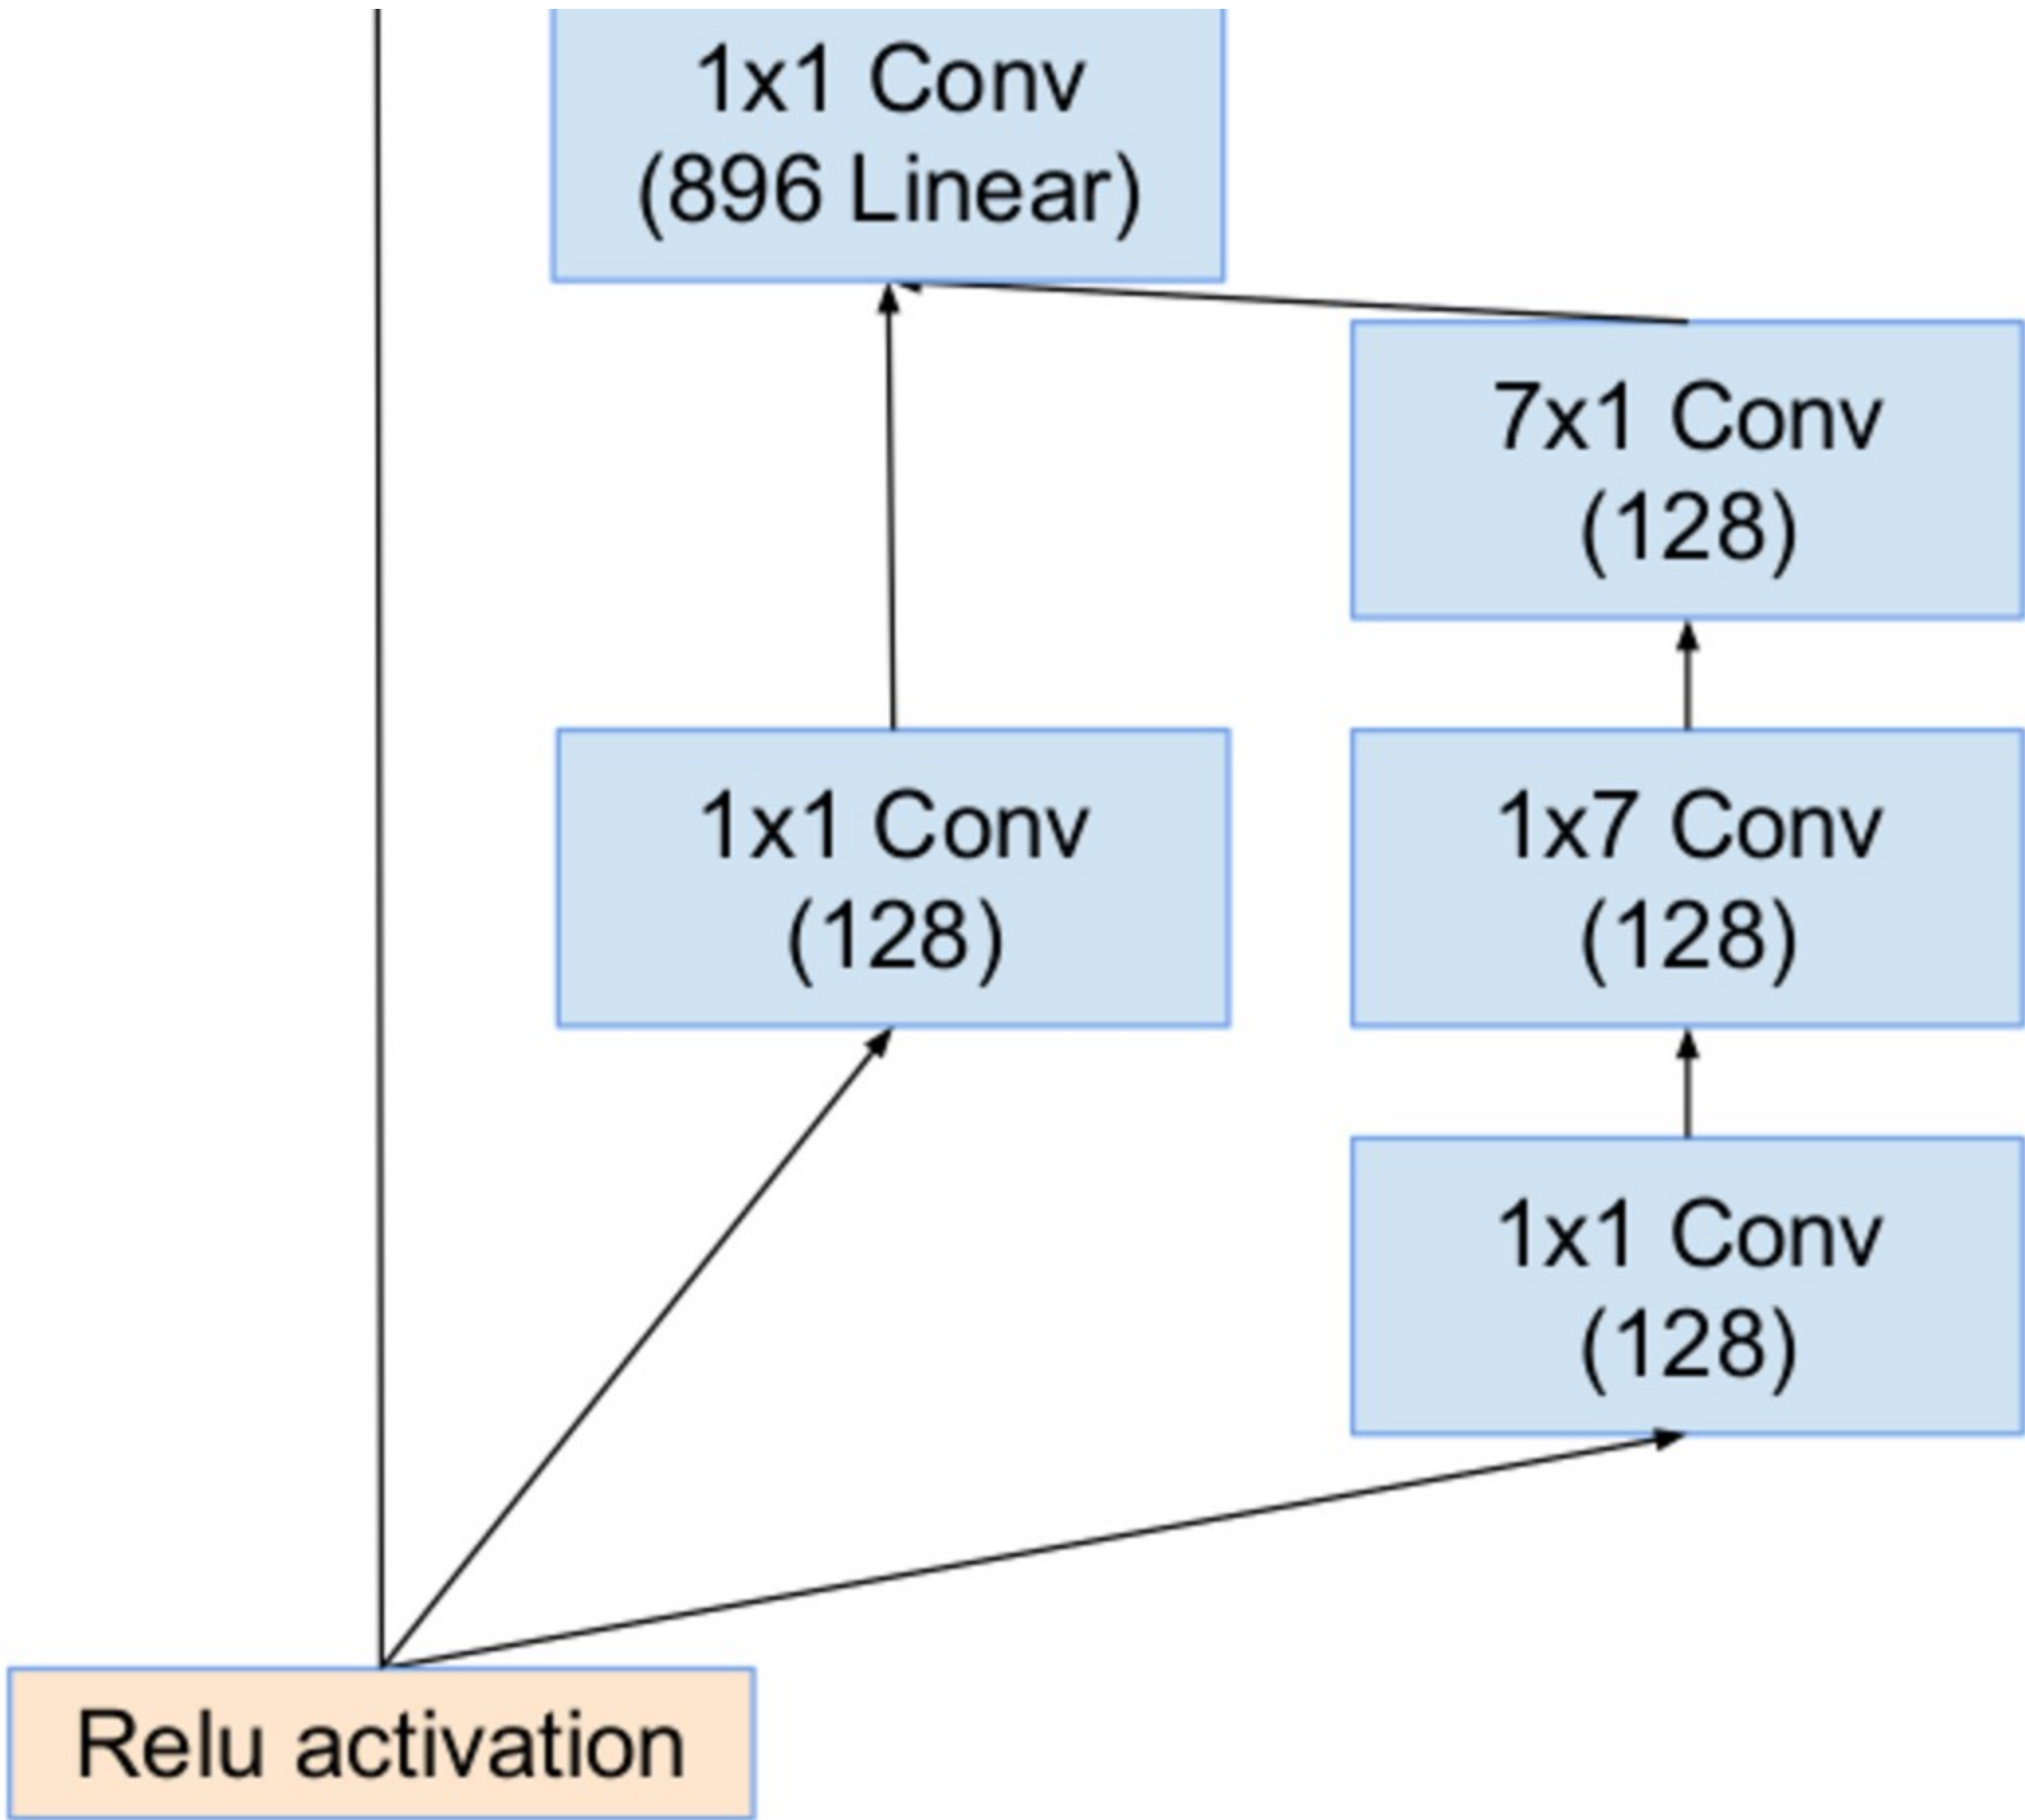 1x1 Conv
(896 Linear)
7x1 Conv
(128)
1x1 Conv
(128)
1x7 Conv
(128)
1x1 Conv
(128)
Relu activation